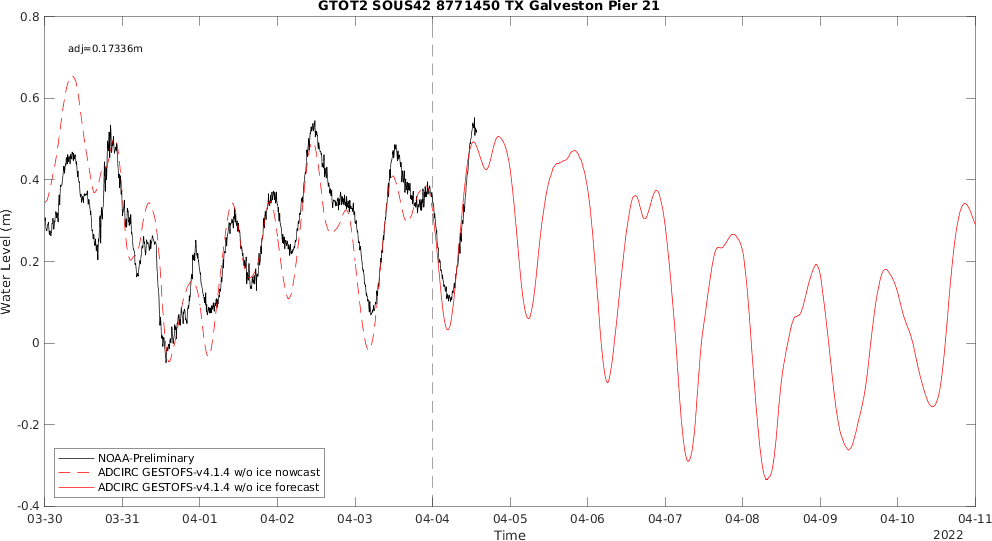 GTOT2 SOUS42 8771450 TX Galveston Pier 21
adj=0.17336m
0.8
0.6
0.4
0.2
0
-0.2
-0.4
Water Level (m)
NOAA-Preliminary
ADCIRC GESTOFS-v4.1.4 w/o ice nowcast
ADCIRC GESTOFS-v4.1.4 w/o ice forecast
03-30 03-31 04-01 04-02 04-03 04-04 04-05 04-06 04-07 04-08 04-09 04-10 04-11
Time
2022